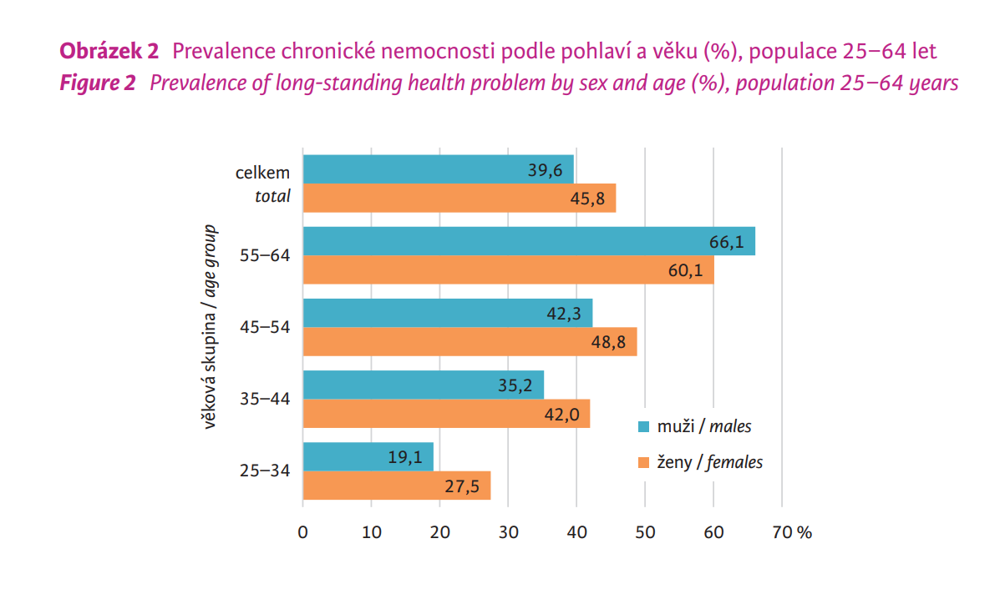 Obrázek 2 Prevalence chronické nemocnosti podle pohlaví a věku (%), populace 25–64 let
Figure 2 Prevalence of long-standing health problem by sex and age (%), population 25–64 years
věková skupina / age group
celkem
total
39,6
45,8
55–64
66,1
60,1
45–54
42,3
48,8
35–44
35,2
42,0
25–34
19,1
27,5
muži / males
ženy / females
0 10 20 30 40 50 60 70 %